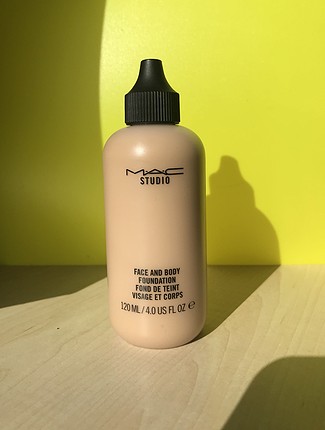 M·A·C
STUDIO
FACE AND BODY
FOUNDATION
FOND DE TEINT
VISAGE ET CORPS
120 ML / 4.0 US FL OZ ℮